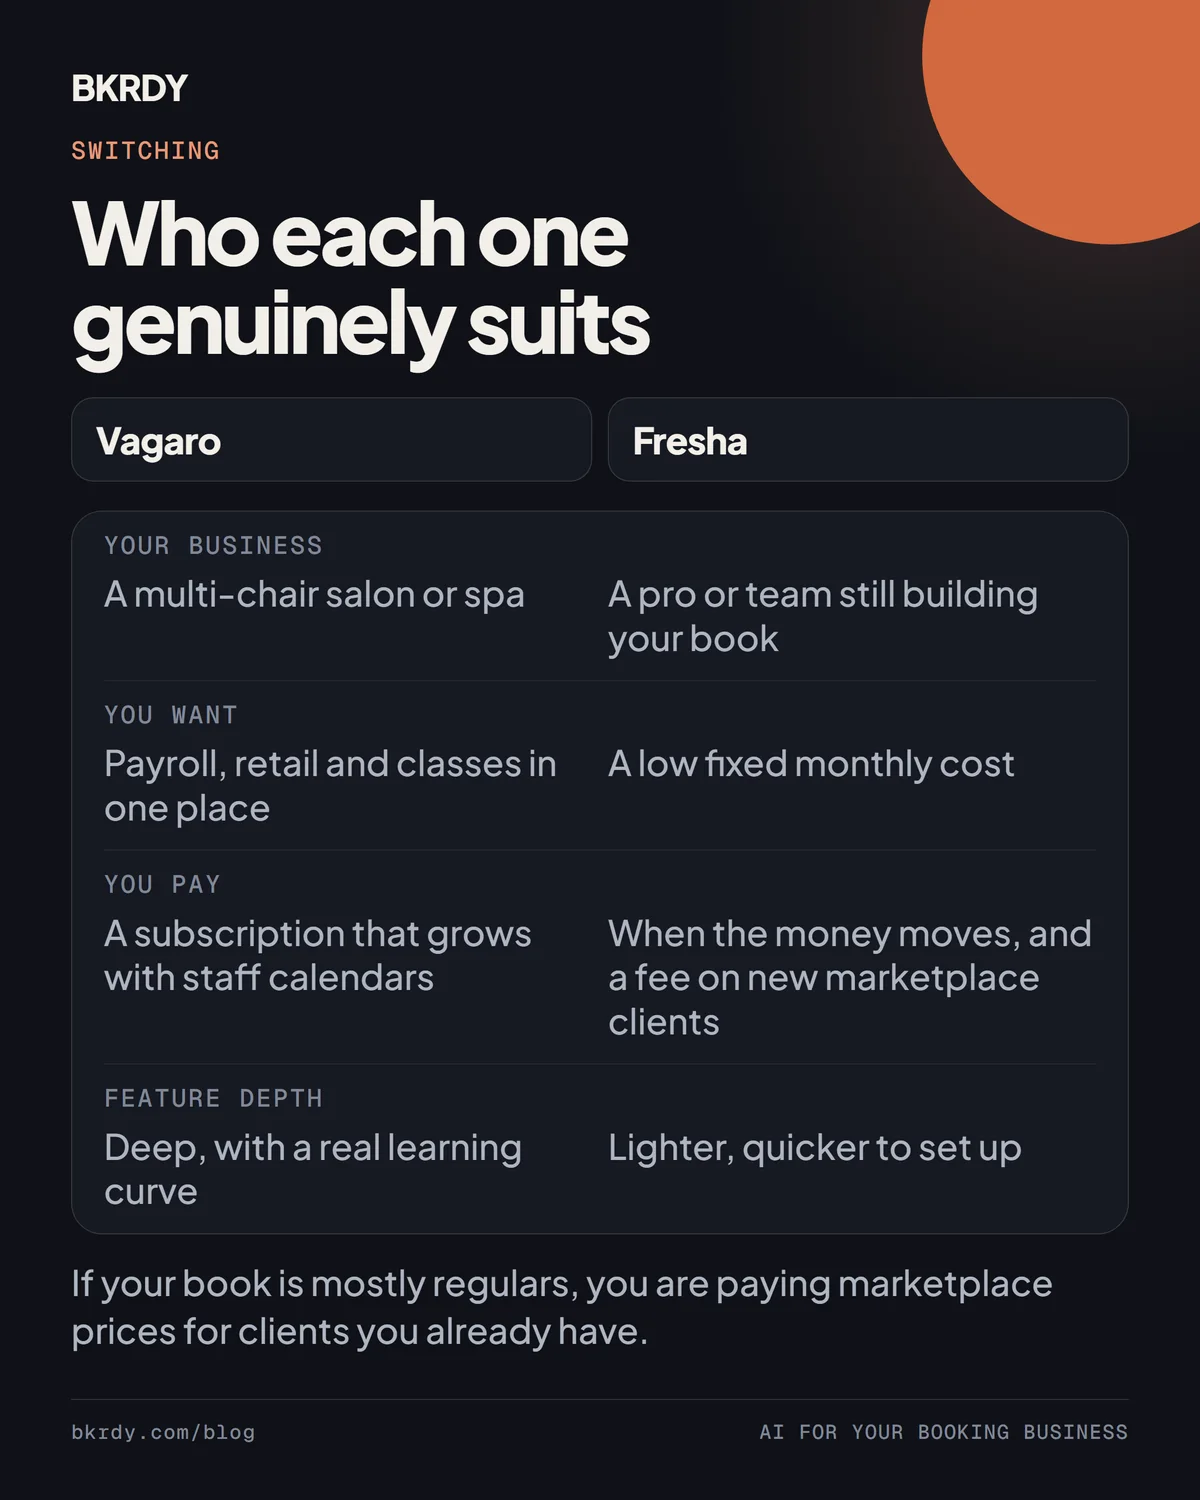 BKRDY
SWITCHING
Who each one
genuinely suits
Vagaro
Fresha
YOUR BUSINESS
A multi-chair salon or spa
A pro or team still building
your book
YOU WANT
Payroll, retail and classes in
one place
A low fixed monthly cost
YOU PAY
A subscription that grows
with staff calendars
When the money moves, and
a fee on new marketplace
clients
FEATURE DEPTH
Deep, with a real learning
curve
Lighter, quicker to set up
If your book is mostly regulars, you are paying marketplace
prices for clients you already have.
bkrdy.com/blog
AI FOR YOUR BOOKING BUSINESS